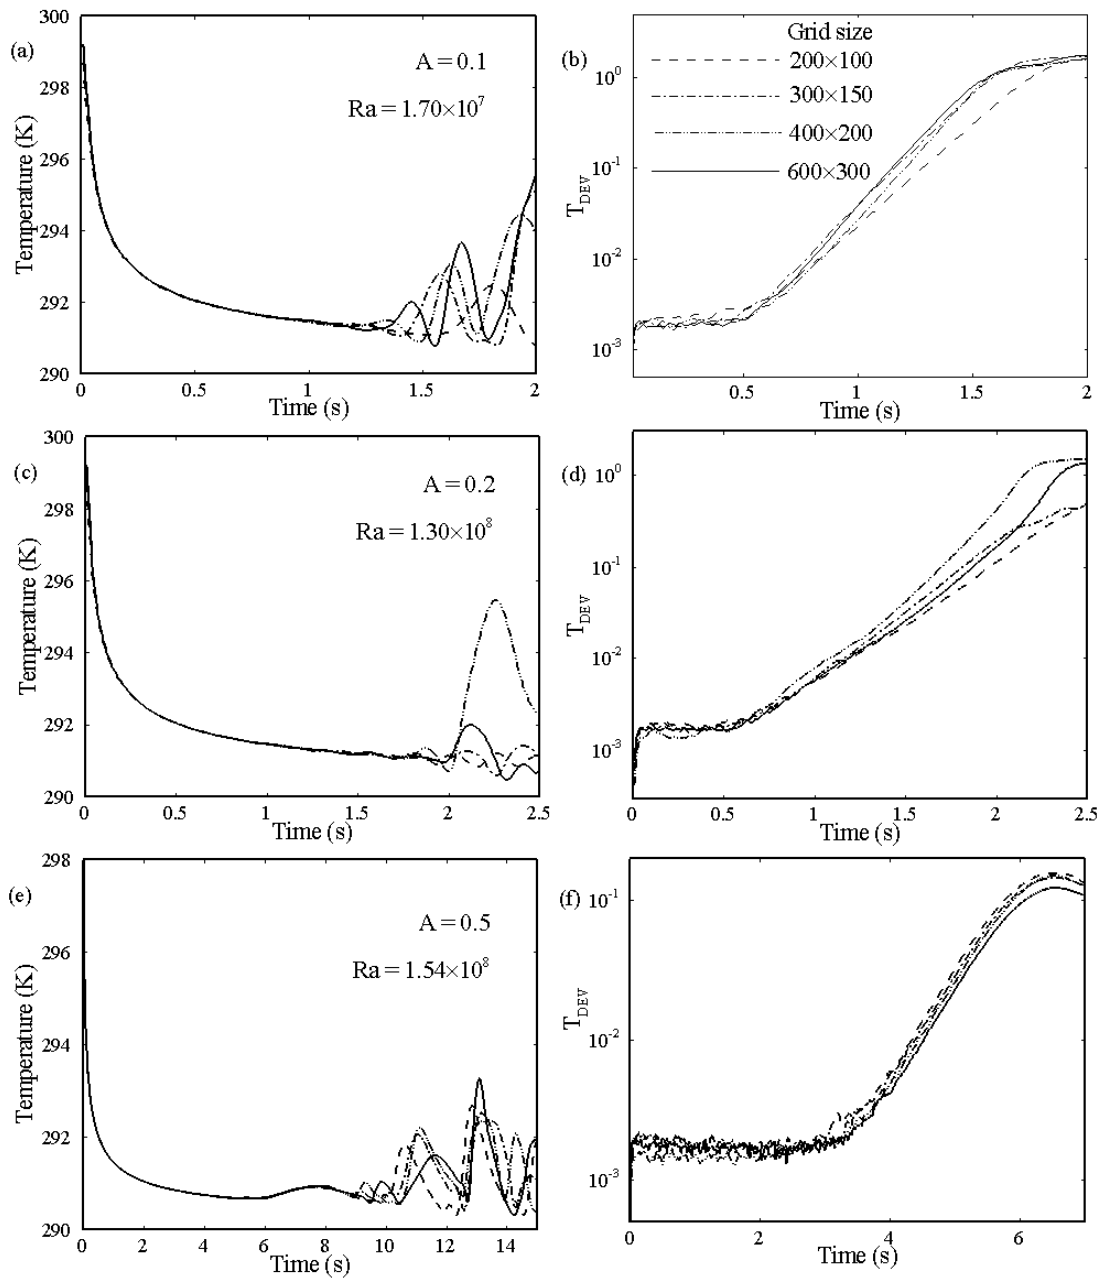 (a)
A = 0.1
Ra = 1.70×10⁷
Temperature (K)
300
298
296
294
292
290
0
0.5
1
1.5
2
Time (s)
(b)
Grid size
200×100
300×150
400×200
600×300
T_DEV
10⁰
10⁻¹
10⁻²
10⁻³
0.5
1
1.5
2
Time (s)
(c)
A = 0.2
Ra = 1.30×10⁸
Temperature (K)
300
298
296
294
292
290
0
0.5
1
1.5
2
2.5
Time (s)
(d)
T_DEV
10⁰
10⁻¹
10⁻²
10⁻³
0
0.5
1
1.5
2
2.5
Time (s)
(e)
A = 0.5
Ra = 1.54×10⁸
Temperature (K)
298
296
294
292
290
0
2
4
6
8
10
12
14
Time (s)
(f)
T_DEV
10⁻¹
10⁻²
10⁻³
0
2
4
6
Time (s)